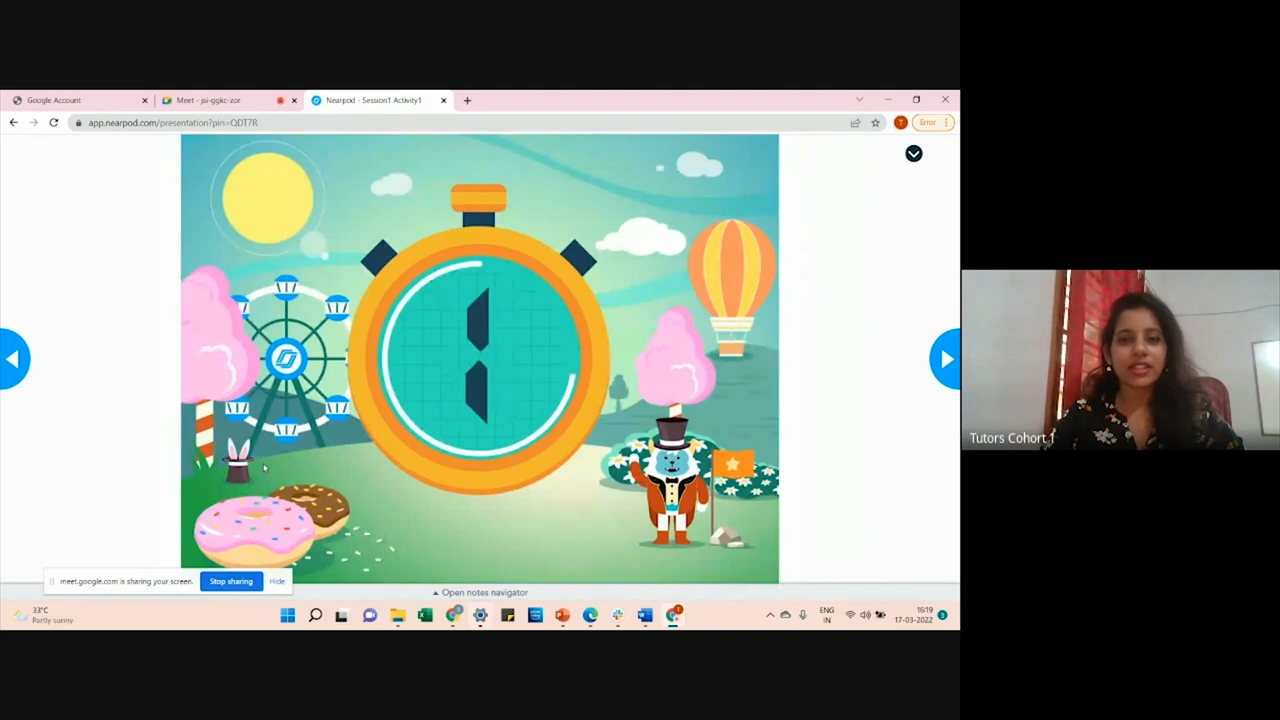 Google Account
Meet - jsi-ggkc-zor
Nearpod - Session1 Activity1
app.nearpod.com/presentation?pin=QDT7R
Error
1
Tutors Cohort 1
meet.google.com is sharing your screen.
Stop sharing
Hide
Open notes navigator
33°C
Partly sunny
ENG
IN
16:19
17-03-2022
3